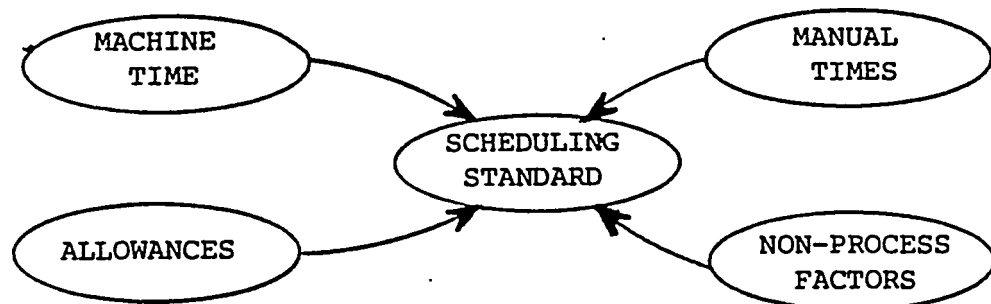 MACHINE
TIME
MANUAL
TIMES
SCHEDULING
STANDARD
ALLOWANCES
NON-PROCESS
FACTORS